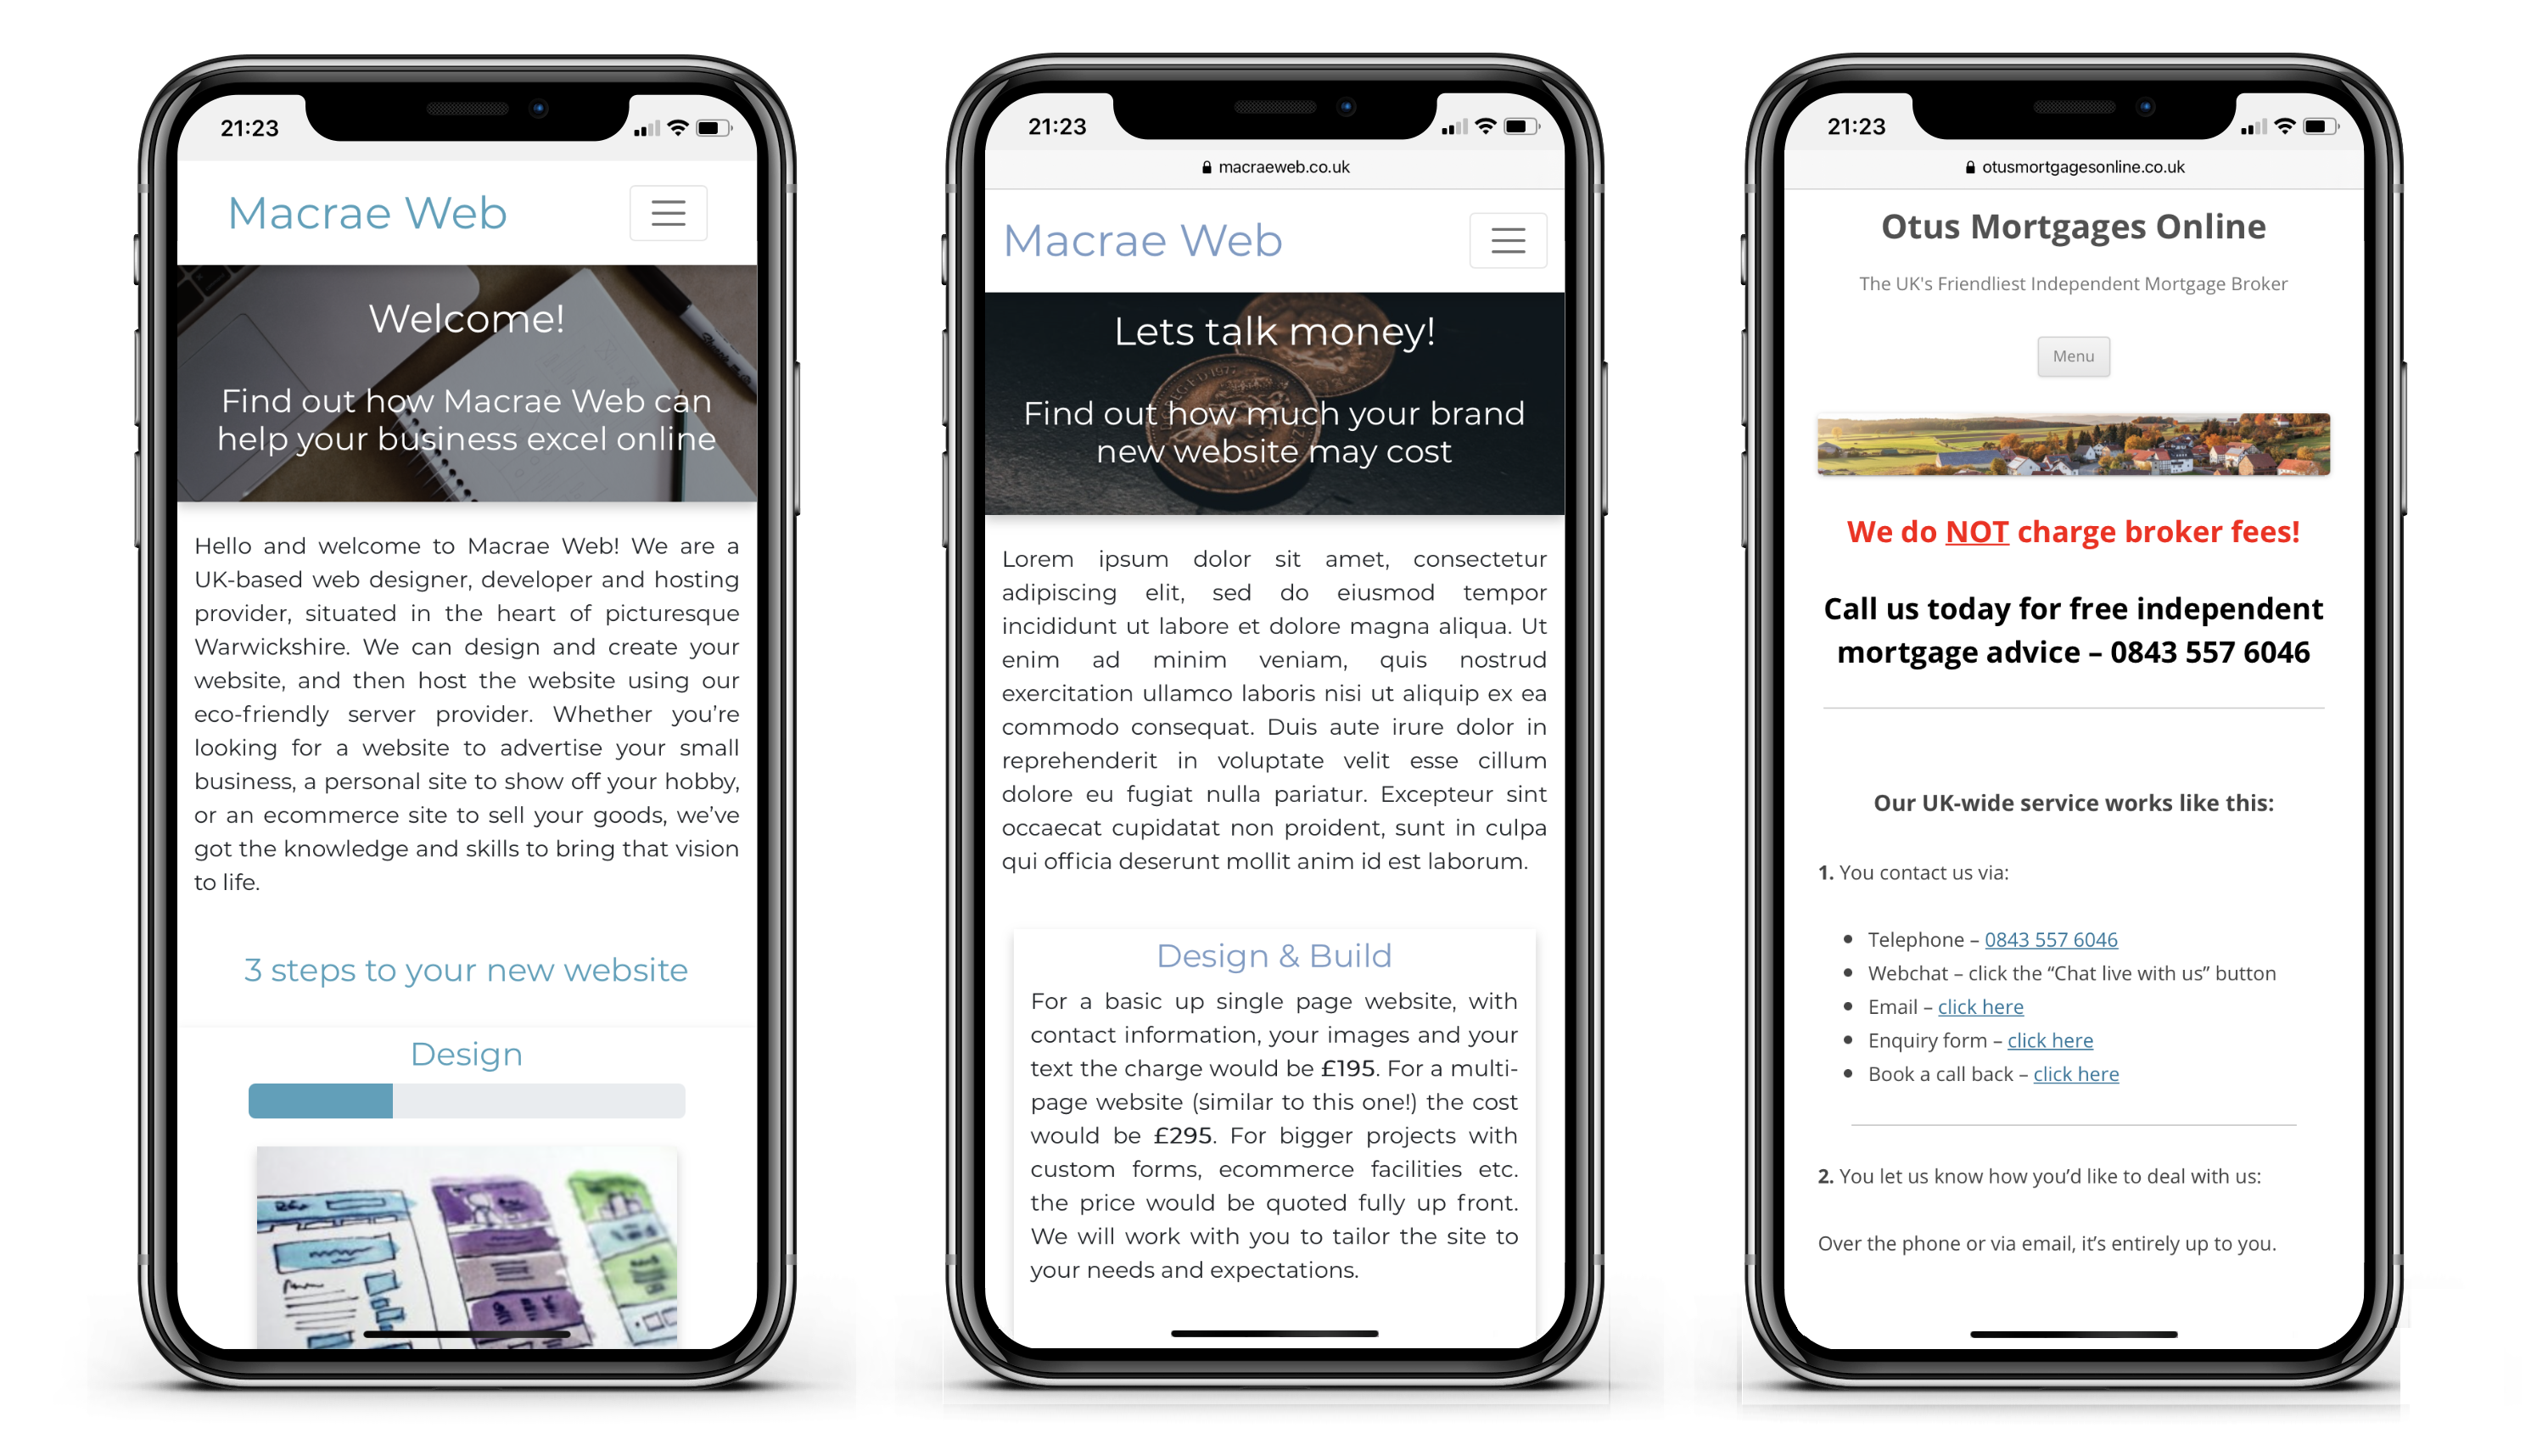 21:23
Macrae Web
Welcome!
Find out how Macrae Web can
help your business excel online
Hello and welcome to Macrae Web! We are a
UK-based web designer, developer and hosting
provider, situated in the heart of picturesque
Warwickshire. We can design and create your
website, and then host the website using our
eco-friendly server provider. Whether you’re
looking for a website to advertise your small
business, a personal site to show off your hobby,
or an ecommerce site to sell your goods, we’ve
got the knowledge and skills to bring that vision
to life.
3 steps to your new website
Design
21:23
macraeweb.co.uk
Macrae Web
Lets talk money!
Find out how much your brand
new website may cost
Lorem ipsum dolor sit amet, consectetur
adipiscing elit, sed do eiusmod tempor
incididunt ut labore et dolore magna aliqua. Ut
enim ad minim veniam, quis nostrud
exercitation ullamco laboris nisi ut aliquip ex ea
commodo consequat. Duis aute irure dolor in
reprehenderit in voluptate velit esse cillum
dolore eu fugiat nulla pariatur. Excepteur sint
occaecat cupidatat non proident, sunt in culpa
qui officia deserunt mollit anim id est laborum.
Design & Build
For a basic up single page website, with
contact information, your images and your
text the charge would be £195. For a multi-
page website (similar to this one!) the cost
would be £295. For bigger projects with
custom forms, ecommerce facilities etc.
the price would be quoted fully up front.
We will work with you to tailor the site to
your needs and expectations.
21:23
otusmortgagesonline.co.uk
Otus Mortgages Online
The UK's Friendliest Independent Mortgage Broker
Menu
We do NOT charge broker fees!
Call us today for free independent
mortgage advice – 0843 557 6046
Our UK-wide service works like this:
1. You contact us via:
• Telephone – 0843 557 6046
• Webchat – click the “Chat live with us” button
• Email – click here
• Enquiry form – click here
• Book a call back – click here
2. You let us know how you’d like to deal with us:
Over the phone or via email, it’s entirely up to you.